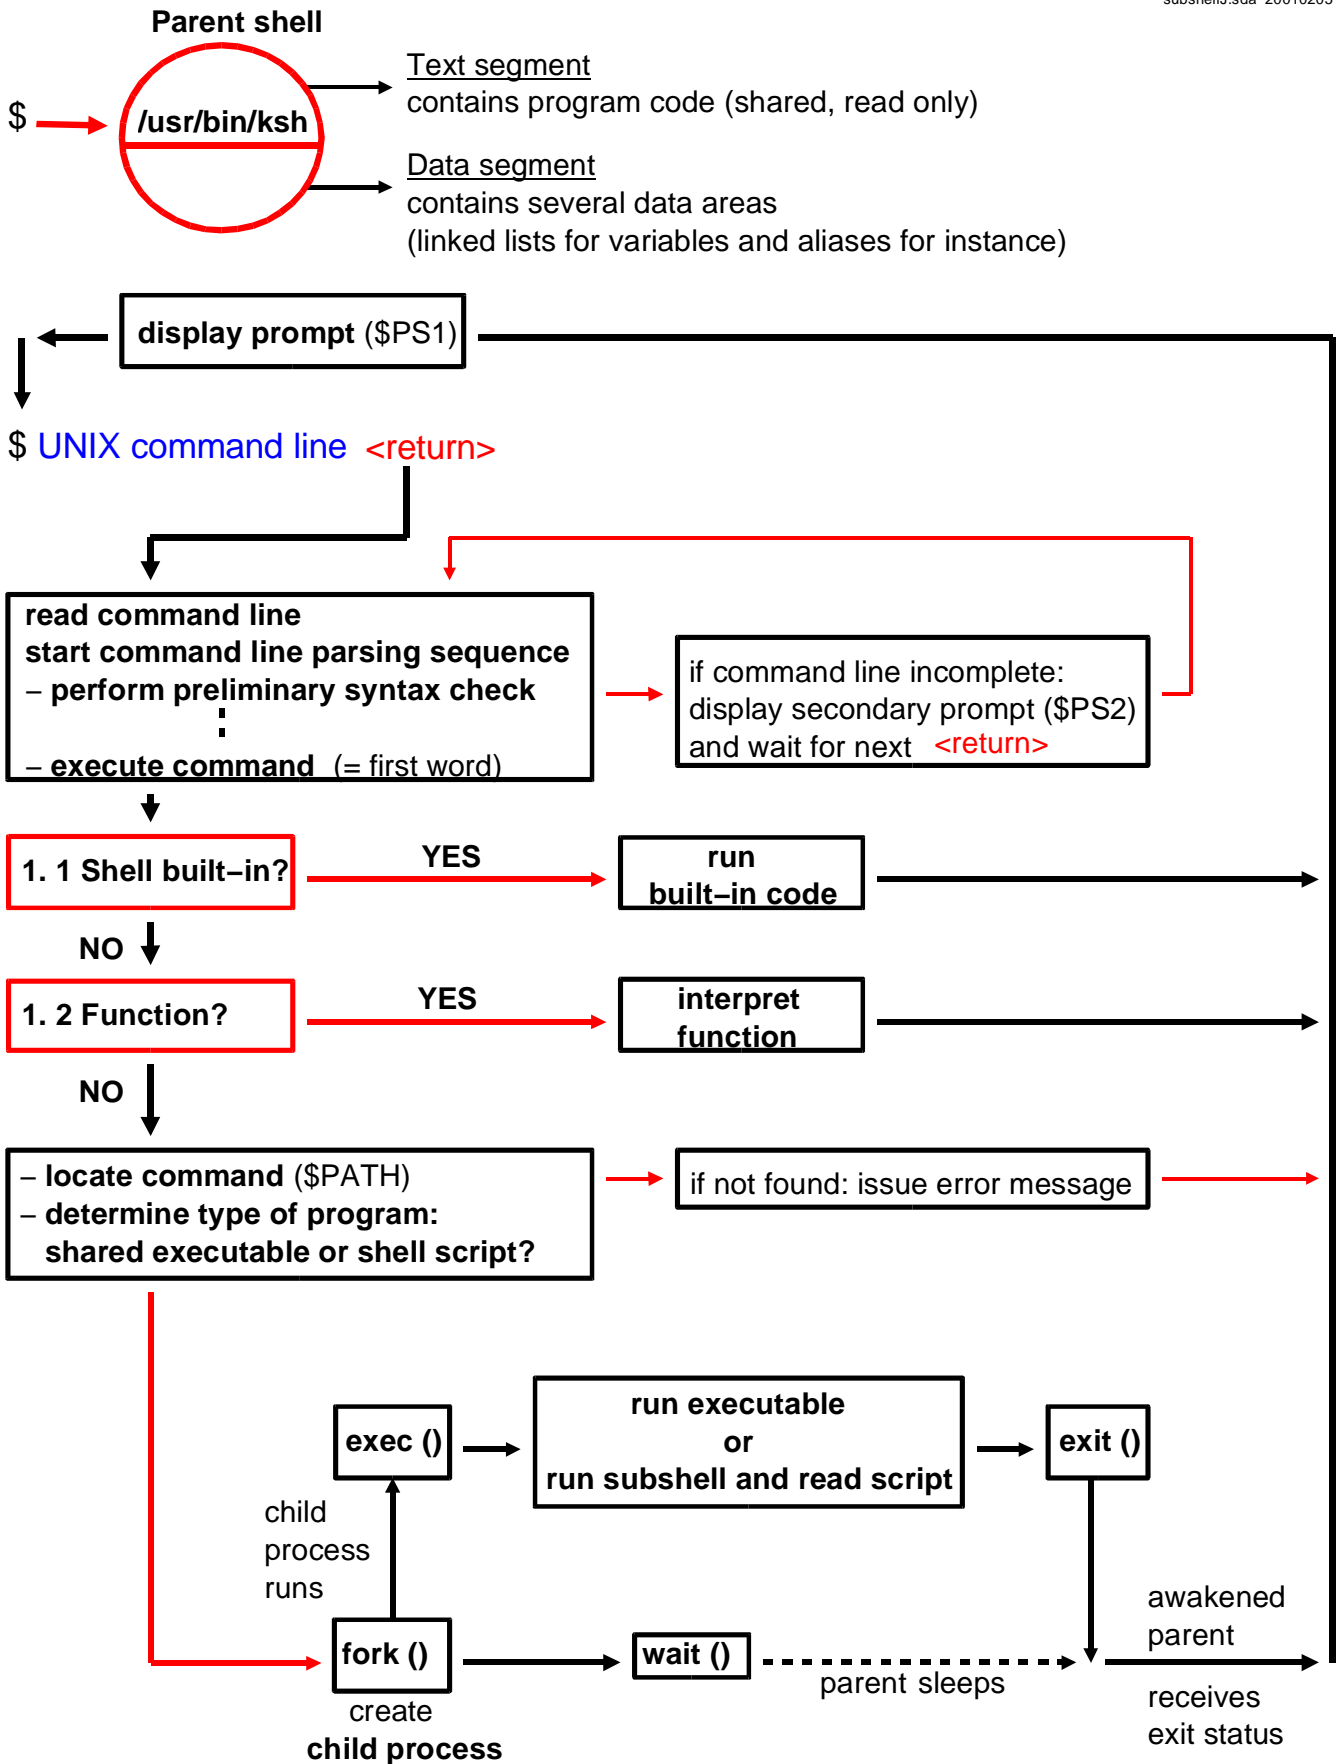 Parent shell
$
/usr/bin/ksh
Text segment
contains program code (shared, read only)
Data segment
contains several data areas
(linked lists for variables and aliases for instance)
display prompt ($PS1)
$ UNIX command line <return>
read command line
start command line parsing sequence
– perform preliminary syntax check
– execute command (= first word)
if command line incomplete:
display secondary prompt ($PS2)
and wait for next <return>
1. 1 Shell built–in?
YES
run
built–in code
NO
1. 2 Function?
YES
interpret
function
NO
– locate command ($PATH)
– determine type of program:
shared executable or shell script?
if not found: issue error message
exec ()
run executable
or
run subshell and read script
exit ()
child
process
runs
fork ()
create
child process
wait ()
parent sleeps
awakened
parent
receives
exit status